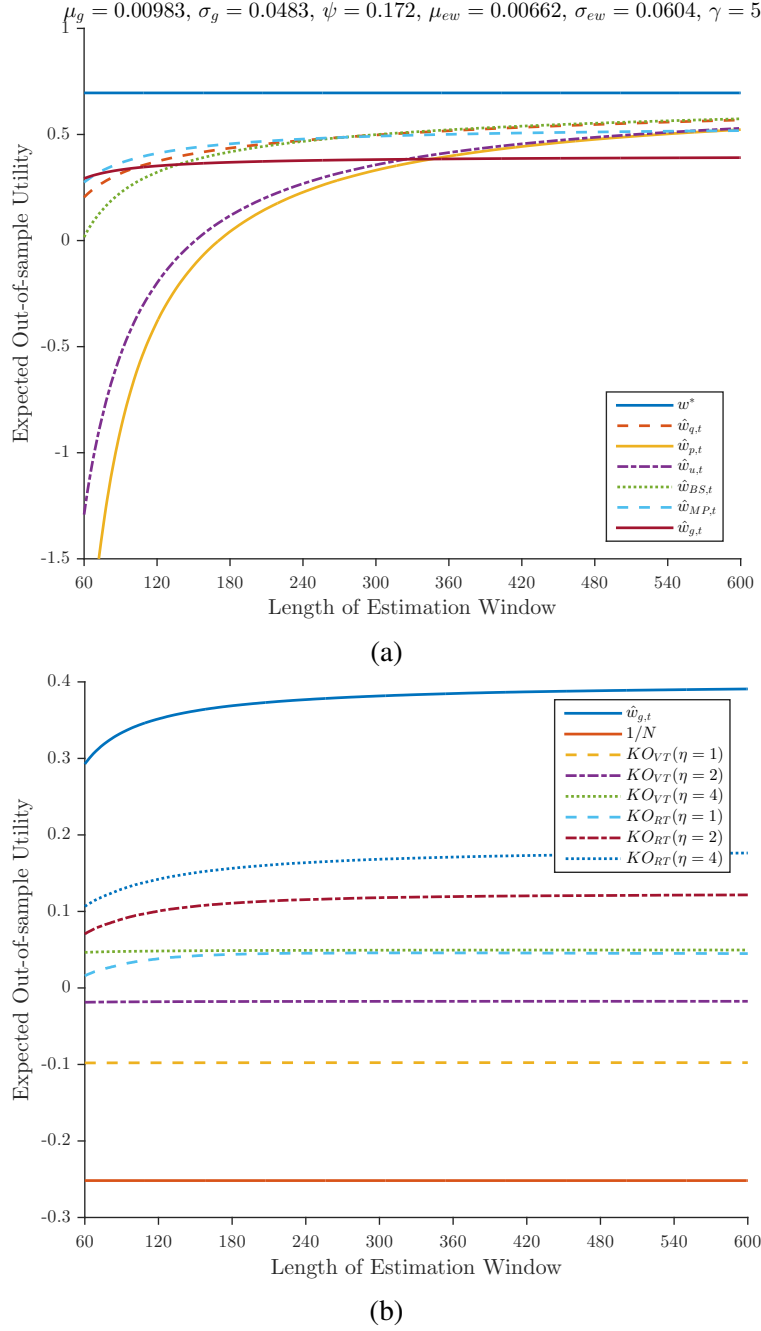 μ_g = 0.00983, σ_g = 0.0483, ψ = 0.172, μ_ew = 0.00662, σ_ew = 0.0604, γ = 5
1
0.5
0
-0.5
-1
-1.5
Expected Out-of-sample Utility
w*
ŵ_q,t
ŵ_p,t
ŵ_u,t
ŵ_BS,t
ŵ_MP,t
ŵ_g,t
60 120 180 240 300 360 420 480 540 600
Length of Estimation Window
(a)
0.4
0.3
0.2
0.1
0
-0.1
-0.2
-0.3
Expected Out-of-sample Utility
ŵ_g,t
1/N
KO_VT(η = 1)
KO_VT(η = 2)
KO_VT(η = 4)
KO_RT(η = 1)
KO_RT(η = 2)
KO_RT(η = 4)
60 120 180 240 300 360 420 480 540 600
Length of Estimation Window
(b)